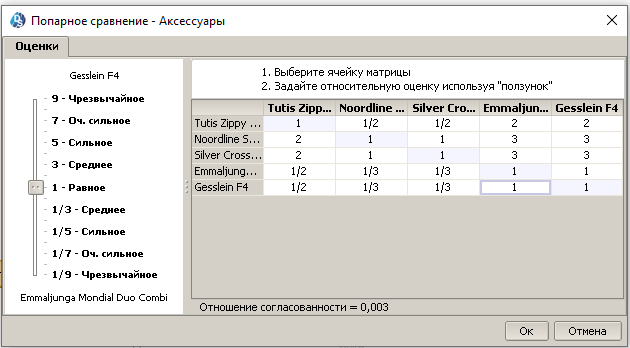 Попарное сравнение - Аксессуары
Оценки
Gesslein F4
9 - Чрезвычайное
7 - Оч. сильное
5 - Сильное
3 - Среднее
1 - Равное
1/3 - Среднее
1/5 - Сильное
1/7 - Оч. сильное
1/9 - Чрезвычайное
Emmaljunga Mondial Duo Combi
1. Выберите ячейку матрицы
2. Задайте относительную оценку используя "ползунок"
Tutis Zipp... Noordline ... Silver Cro... Emmaljun... Gesslein F4
Tutis Zippy ... 1 1/2 1/2 2 2
Noordline S... 2 1 1 3 3
Silver Cross... 2 1 1 3 3
Emmaljung... 1/2 1/3 1/3 1 1
Gesslein F4 1/2 1/3 1/3 1 1
Отношение согласованности = 0,003
Ок Отмена